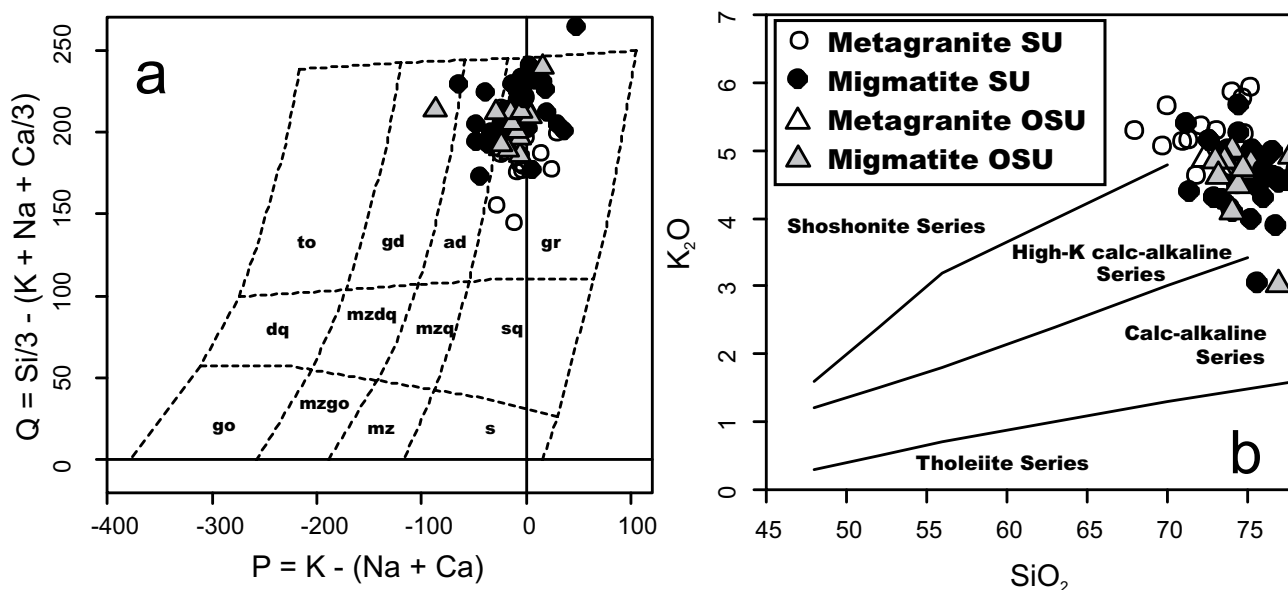 a
Q = Si/3 - (K + Na + Ca/3)
250
200
150
100
50
0
to
gd
ad
gr
dq
mzdq
mzq
sq
go
mzgo
mz
s
-400
-300
-200
-100
0
100
P = K - (Na + Ca)
K₂O
7
6
5
4
3
2
1
0
Metagranite SU
Migmatite SU
Metagranite OSU
Migmatite OSU
Shoshonite Series
High-K calc-alkaline
Series
Calc-alkaline
Series
Tholeiite Series
b
45
50
55
60
65
70
75
SiO₂